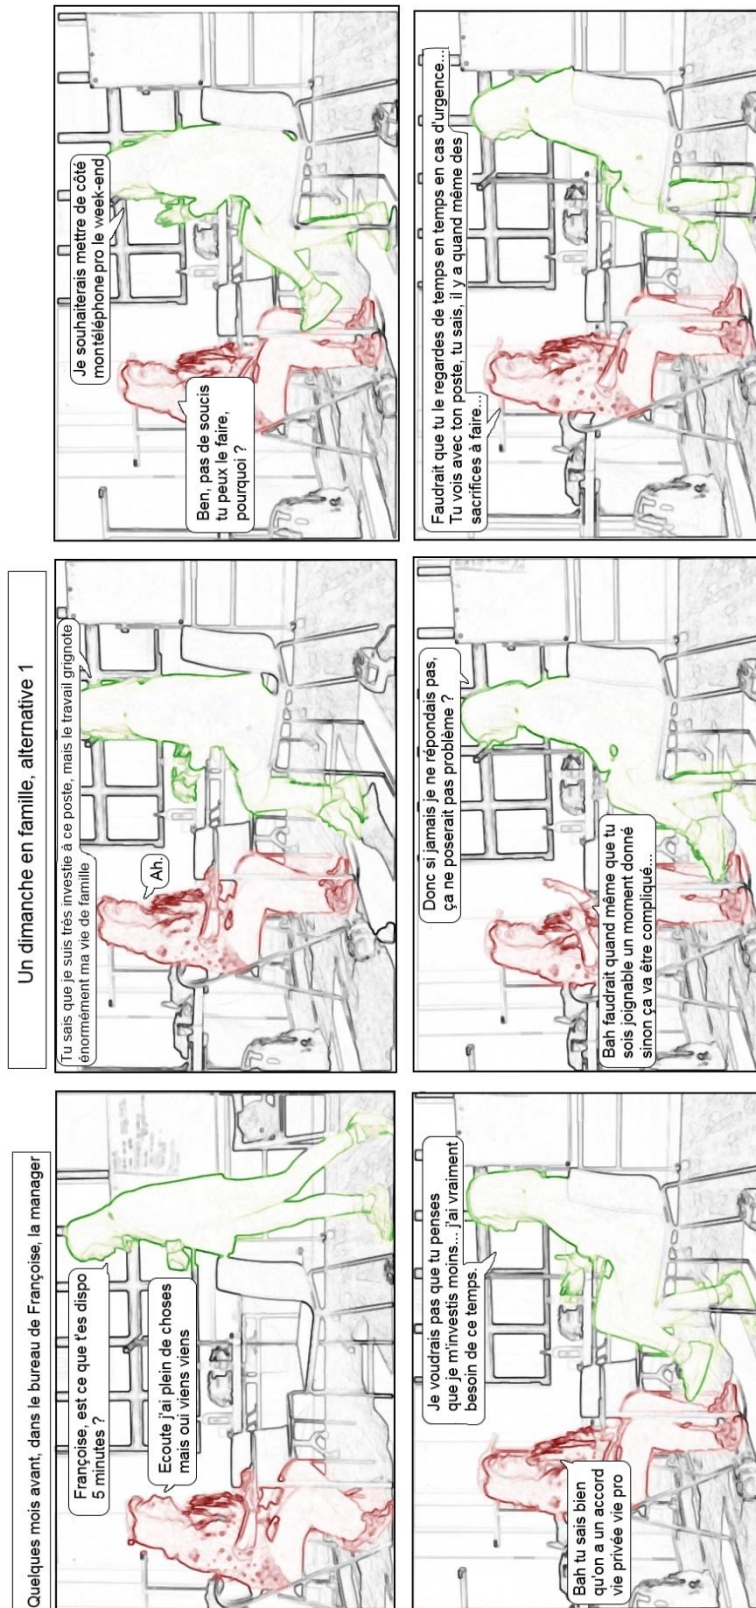 Un dimanche en famille, alternative 1
Quelques mois avant, dans le bureau de Françoise, la manager
Françoise, est ce que t'es dispo
5 minutes ?
Ecoute j'ai plein de choses
mais oui viens viens
Tu sais que je suis très investie à ce poste, mais le travail grignote
énormément ma vie de famille
Ah.
Je souhaiterais mettre de côté
montéléphone pro le week-end
Ben, pas de soucis
tu peux le faire,
pourquoi ?
Je voudrais pas que tu penses
que je m'investis moins... j'ai vraiment
besoin de ce temps.
Bah tu sais bien
qu'on a un accord
vie privée vie pro
Donc si jamais je ne répondais pas,
ça ne poserait pas problème ?
Bah faudrait quand même que tu
sois joignable un moment donné
sinon ça va être compliqué...
Faudrait que tu le regardes de temps en temps en cas d'urgence...
Tu vois avec ton poste, tu sais, il y a quand même des
sacrifices à faire...